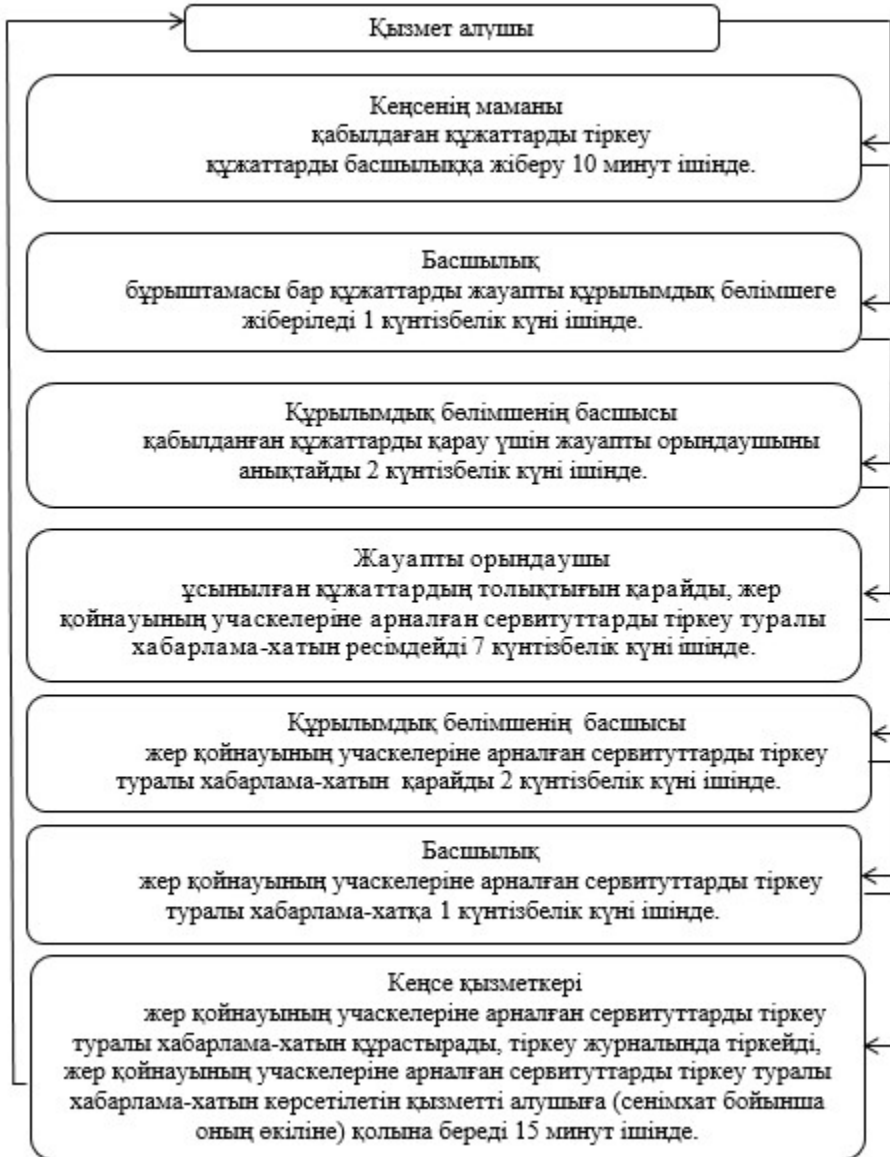 Қызмет алушы
Кеңсенің маманы
қабылдаған құжаттарды тіркеу
құжаттарды басшылыққа жіберу 10 минут ішінде.
Басшылық
бұрыштамасы бар құжаттарды жауапты құрылымдық бөлімшеге
жіберіледі 1 күнтізбелік күні ішінде.
Құрылымдық бөлімшенің басшысы
қабылданған құжаттарды қарау үшін жауапты орындаушыны
анықтайды 2 күнтізбелік күні ішінде.
Жауапты орындаушы
ұсынылған құжаттардың толықтығын қарайды, жер
қойнауының учаскелеріне арналған сервитуттарды тіркеу туралы
хабарлама-хатын ресімдейді 7 күнтізбелік күні ішінде.
Құрылымдық бөлімшенің басшысы
жер қойнауының учаскелеріне арналған сервитуттарды тіркеу
туралы хабарлама-хатын қарайды 2 күнтізбелік күні ішінде.
Басшылық
жер қойнауының учаскелеріне арналған сервитуттарды тіркеу
туралы хабарлама-хатқа 1 күнтізбелік күні ішінде.
Кеңсе қызметкері
жер қойнауының учаскелеріне арналған сервитуттарды тіркеу
туралы хабарлама-хатын құрастырады, тіркеу журналында тіркейді,
жер қойнауының учаскелеріне арналған сервитуттарды тіркеу туралы
хабарлама-хатын көрсетілетін қызметті алушыға (сенімхат бойынша
оның өкіліне) қолына береді 15 минут ішінде.